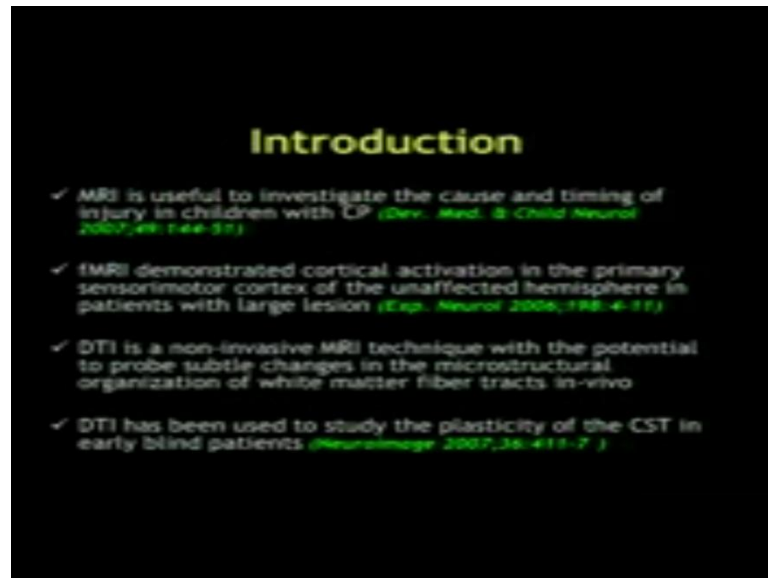 Introduction
✓ MRI is useful to investigate the cause and timing of
injury in children with CP (Dev. Med. & Child Neurol
2007;49:144-51)
✓ fMRI demonstrated cortical activation in the primary
sensorimotor cortex of the unaffected hemisphere in
patients with large lesion (Exp. Neurol 2006;198:4-11)
✓ DTI is a non-invasive MRI technique with the potential
to probe subtle changes in the microstructural
organization of white matter fiber tracts in-vivo
✓ DTI has been used to study the plasticity of the CST in
early blind patients (Neuroimage 2007;36:411-7 )